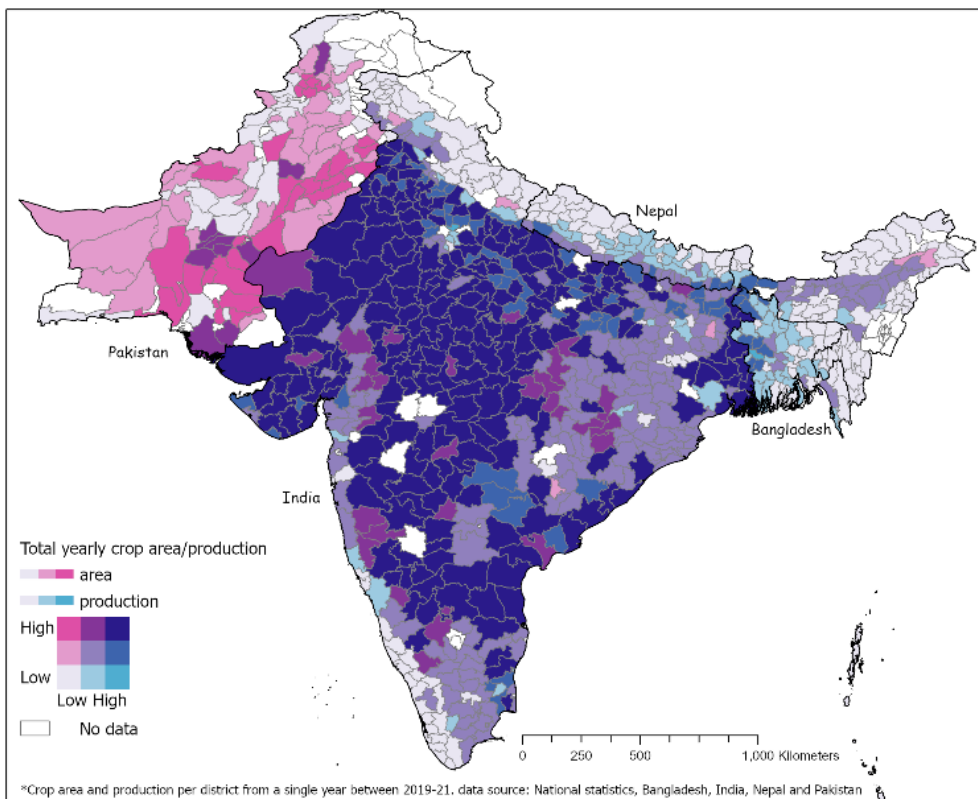 Nepal
Pakistan
Bangladesh
India
Total yearly crop area/production
area
production
High
Low
Low High
No data
0 250 500 1,000 Kilometers
*Crop area and production per district from a single year between 2019-21. data source: National statistics, Bangladesh, India, Nepal and Pakistan